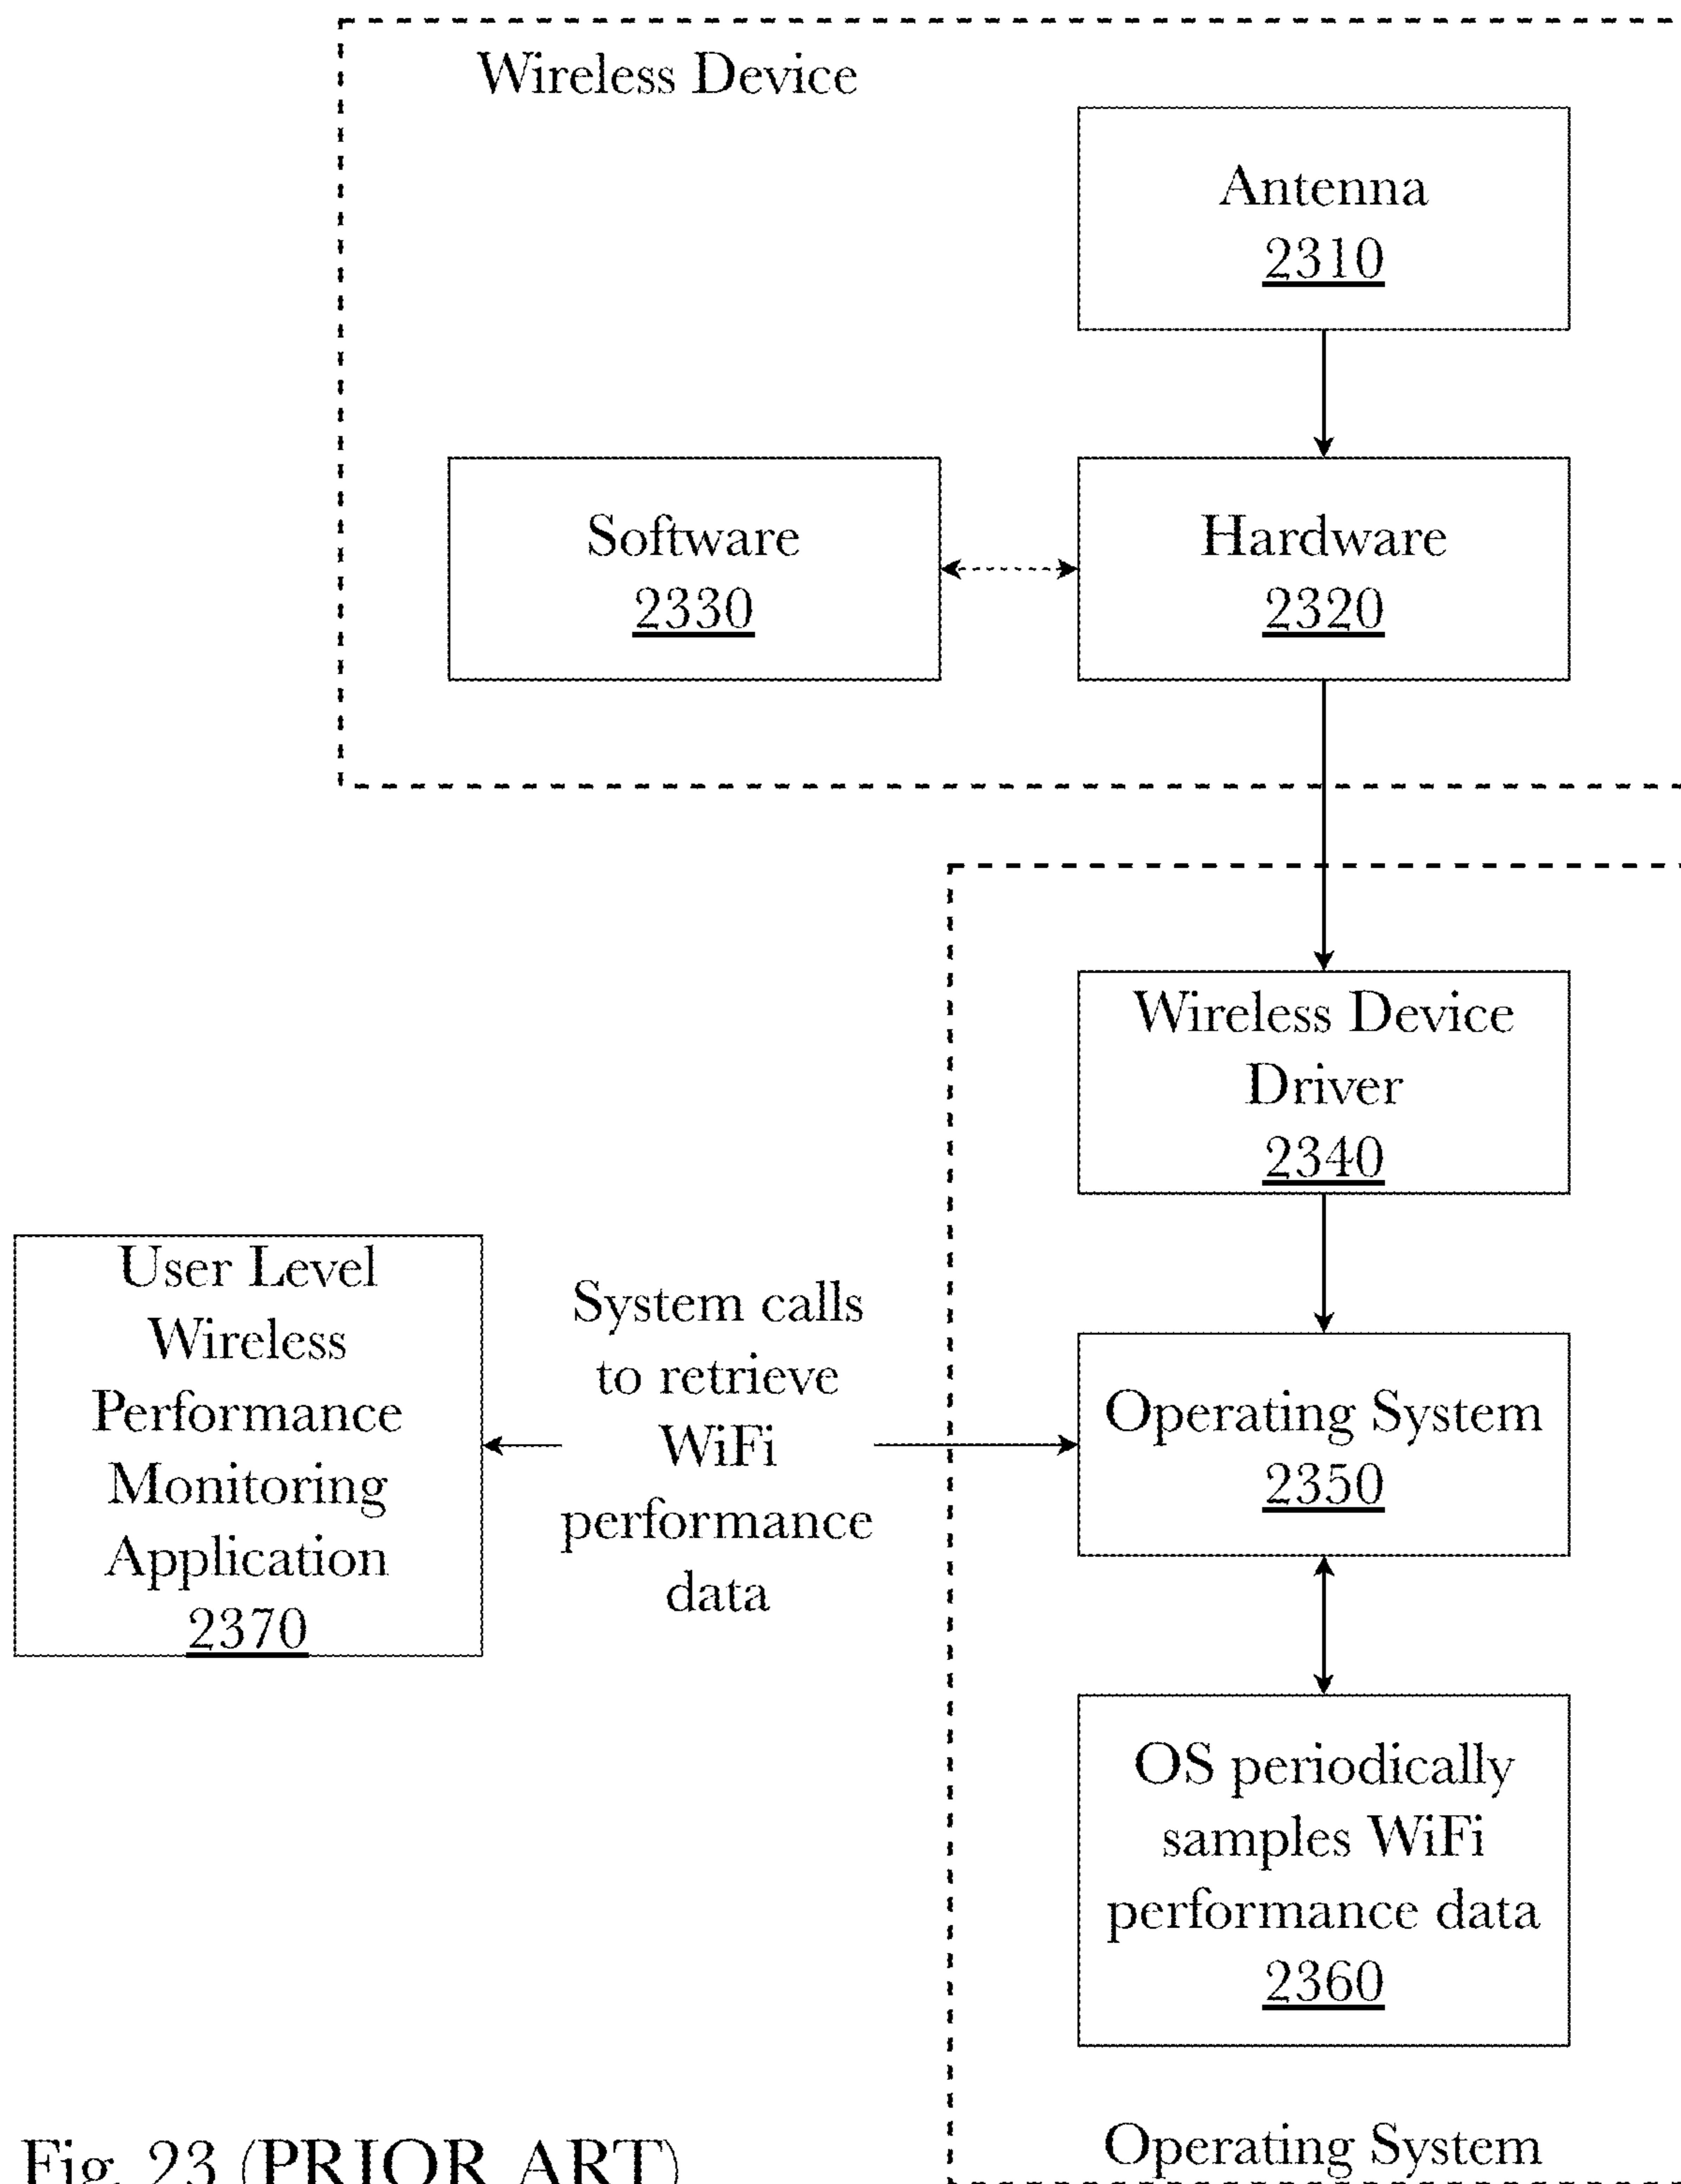 Wireless Device
Antenna
2310
Software
2330
Hardware
2320
Wireless Device
Driver
2340
User Level
Wireless
Performance
Monitoring
Application
2370
System calls
to retrieve
WiFi
performance
data
Operating System
2350
OS periodically
samples WiFi
performance data
2360
Operating System
Fig. 23 (PRIOR ART)